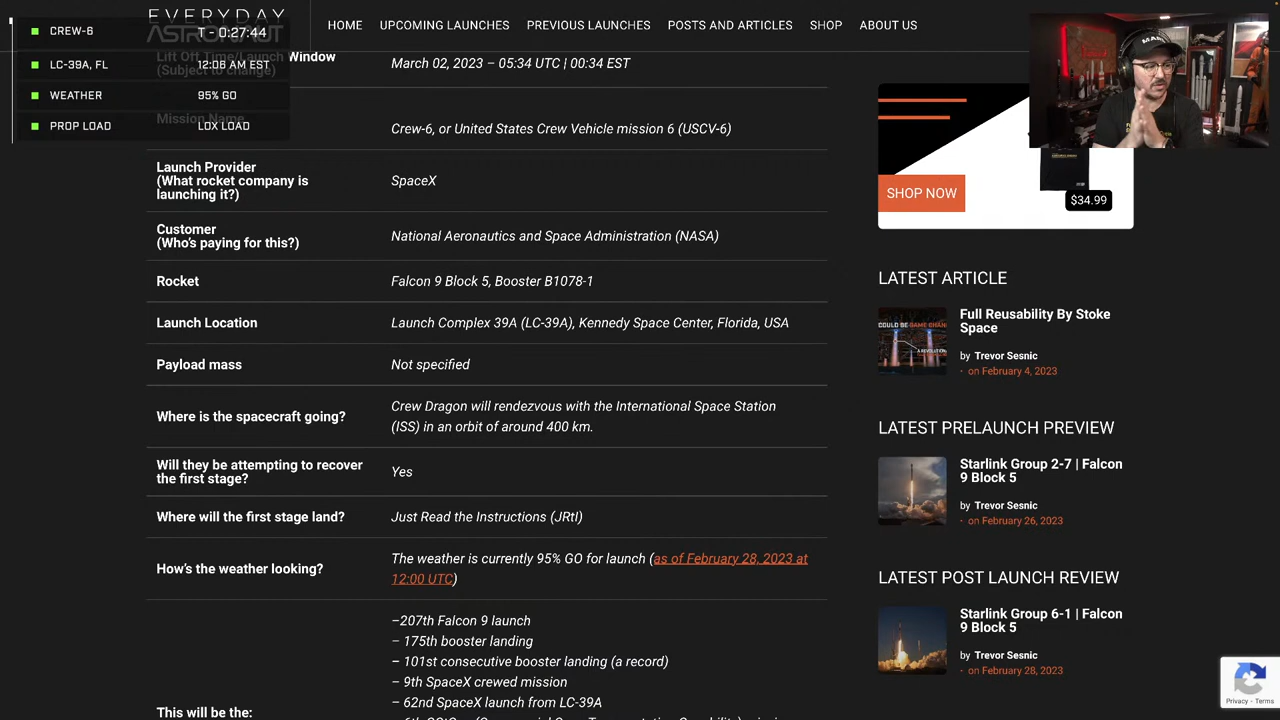 EVERYDAY
ASTRONAUT
HOME
UPCOMING LAUNCHES
PREVIOUS LAUNCHES
POSTS AND ARTICLES
SHOP
ABOUT US
CREW-6
T - 0:27:44
LC-39A, FL
12:06 AM EST
WEATHER
95% GO
PROP LOAD
LOX LOAD
Lift Off Time/Launch Window
(Subject to change)
March 02, 2023 – 05:34 UTC | 00:34 EST
Mission Name
Crew-6, or United States Crew Vehicle mission 6 (USCV-6)
Launch Provider
(What rocket company is
launching it?)
SpaceX
Customer
(Who's paying for this?)
National Aeronautics and Space Administration (NASA)
Rocket
Falcon 9 Block 5, Booster B1078-1
Launch Location
Launch Complex 39A (LC-39A), Kennedy Space Center, Florida, USA
Payload mass
Not specified
Where is the spacecraft going?
Crew Dragon will rendezvous with the International Space Station
(ISS) in an orbit of around 400 km.
Will they be attempting to recover
the first stage?
Yes
Where will the first stage land?
Just Read the Instructions (JRtI)
How's the weather looking?
The weather is currently 95% GO for launch (as of February 28, 2023 at
12:00 UTC)
This will be the:
–207th Falcon 9 launch
– 175th booster landing
– 101st consecutive booster landing (a record)
– 9th SpaceX crewed mission
– 62nd SpaceX launch from LC-39A
SHOP NOW
$34.99
LATEST ARTICLE
Full Reusability By Stoke
Space
by Trevor Sesnic
- on February 4, 2023
LATEST PRELAUNCH PREVIEW
Starlink Group 2-7 | Falcon
9 Block 5
by Trevor Sesnic
- on February 26, 2023
LATEST POST LAUNCH REVIEW
Starlink Group 6-1 | Falcon
9 Block 5
by Trevor Sesnic
- on February 28, 2023
Privacy - Terms